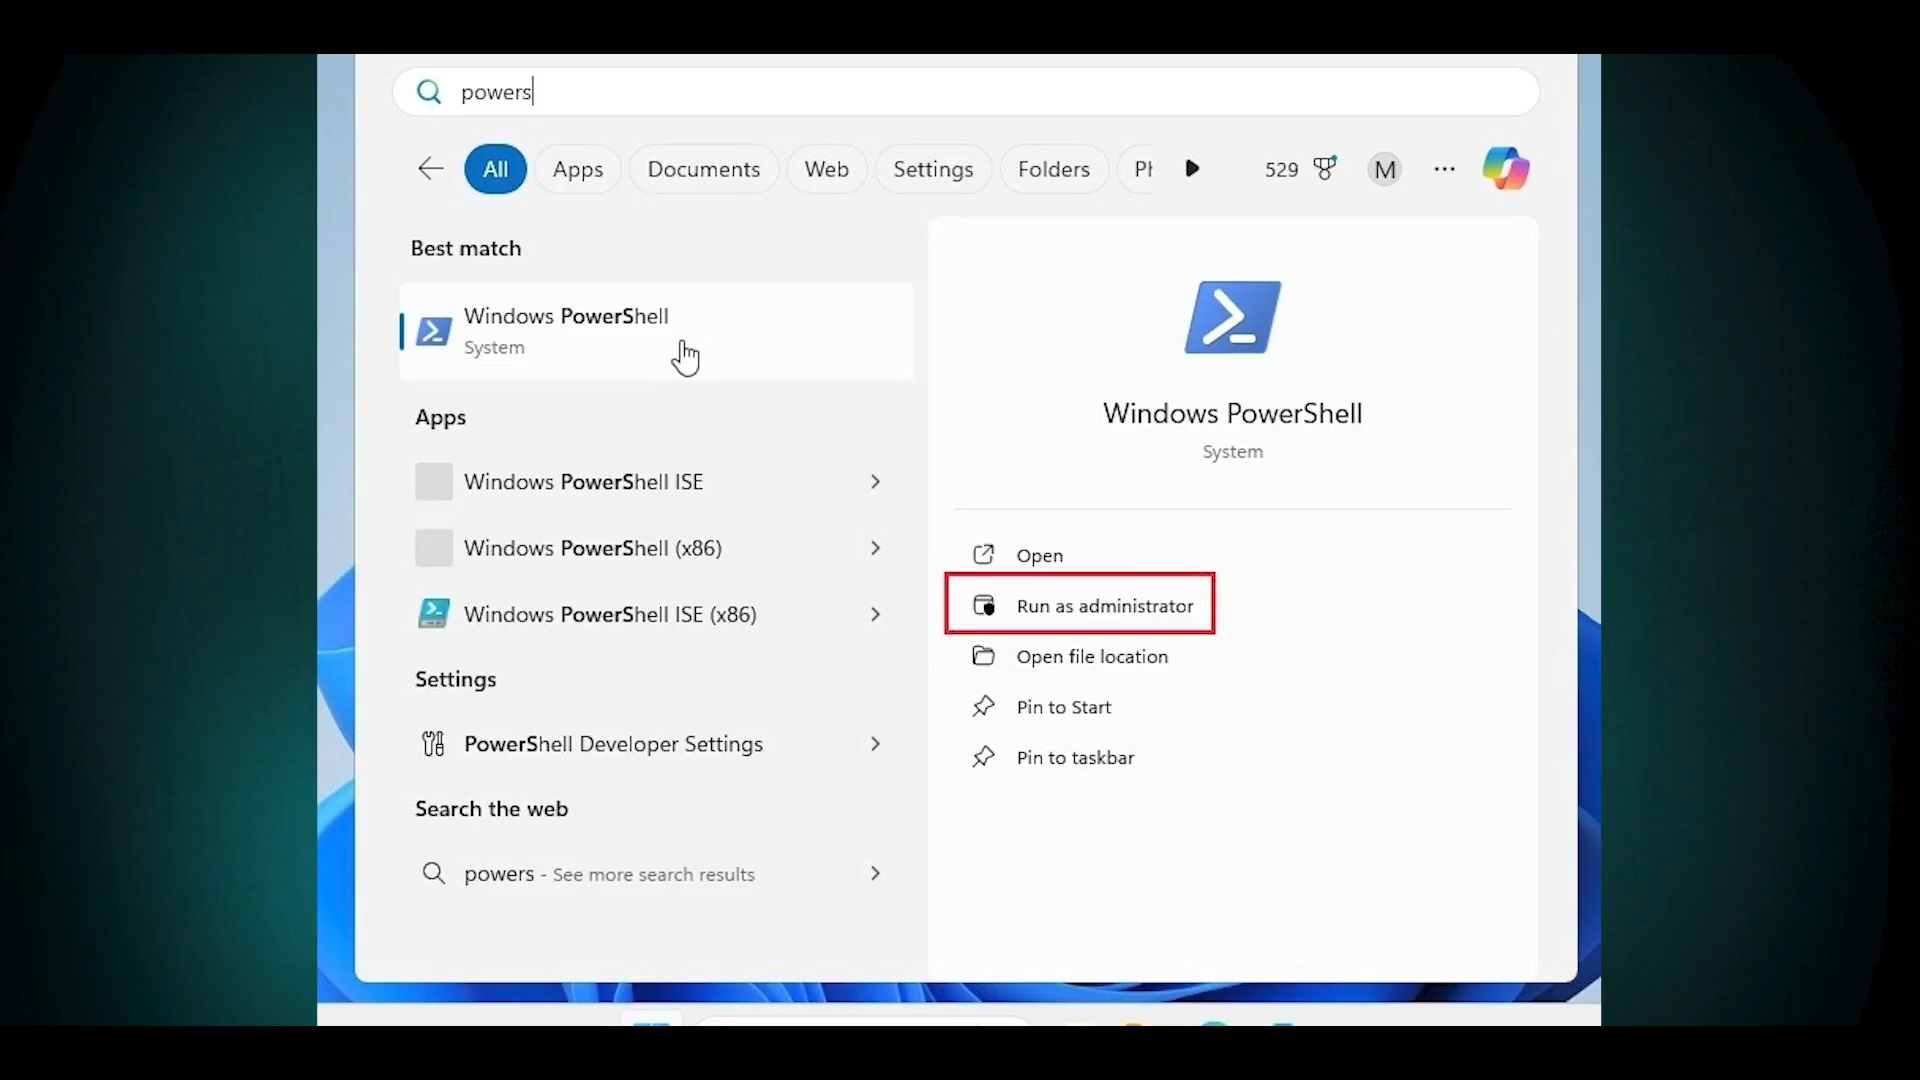 powers
All
Apps
Documents
Web
Settings
Folders
529
M
Best match
Windows PowerShell
System
Apps
Windows PowerShell ISE
Windows PowerShell (x86)
Windows PowerShell ISE (x86)
Settings
PowerShell Developer Settings
Search the web
powers - See more search results
Windows PowerShell
System
Open
Run as administrator
Open file location
Pin to Start
Pin to taskbar